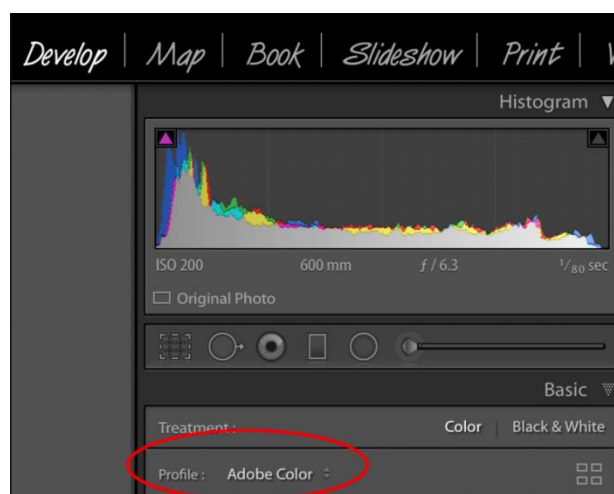 Develop | Map | Book | Slideshow | Print |
Histogram
ISO 200 600 mm ƒ / 6.3 1/80 sec
Original Photo
Basic
Treatment : Color | Black & White
Profile : Adobe Color